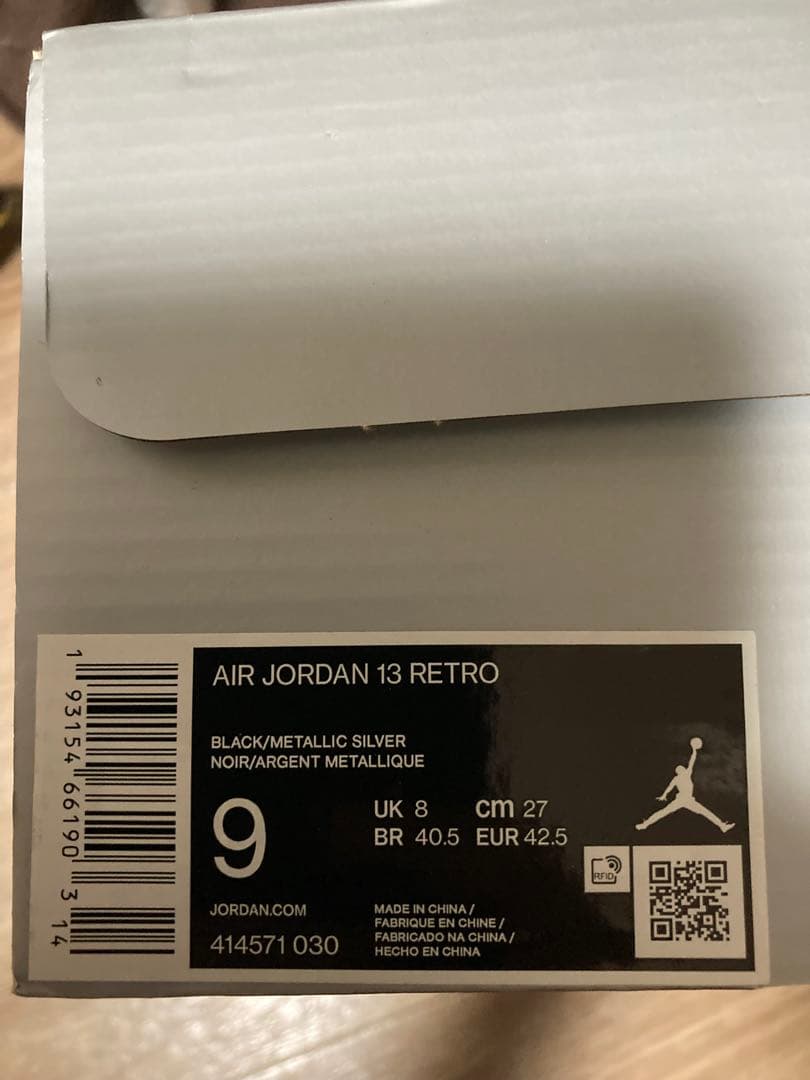 AIR JORDAN 13 RETRO
BLACK/METALLIC SILVER
NOIR/ARGENT METALLIQUE
9
UK 8 cm 27
BR 40.5 EUR 42.5
RFID
JORDAN.COM
414571 030
MADE IN CHINA /
FABRIQUE EN CHINE /
FABRICADO NA CHINA /
HECHO EN CHINA
1 93154 66190 3 14